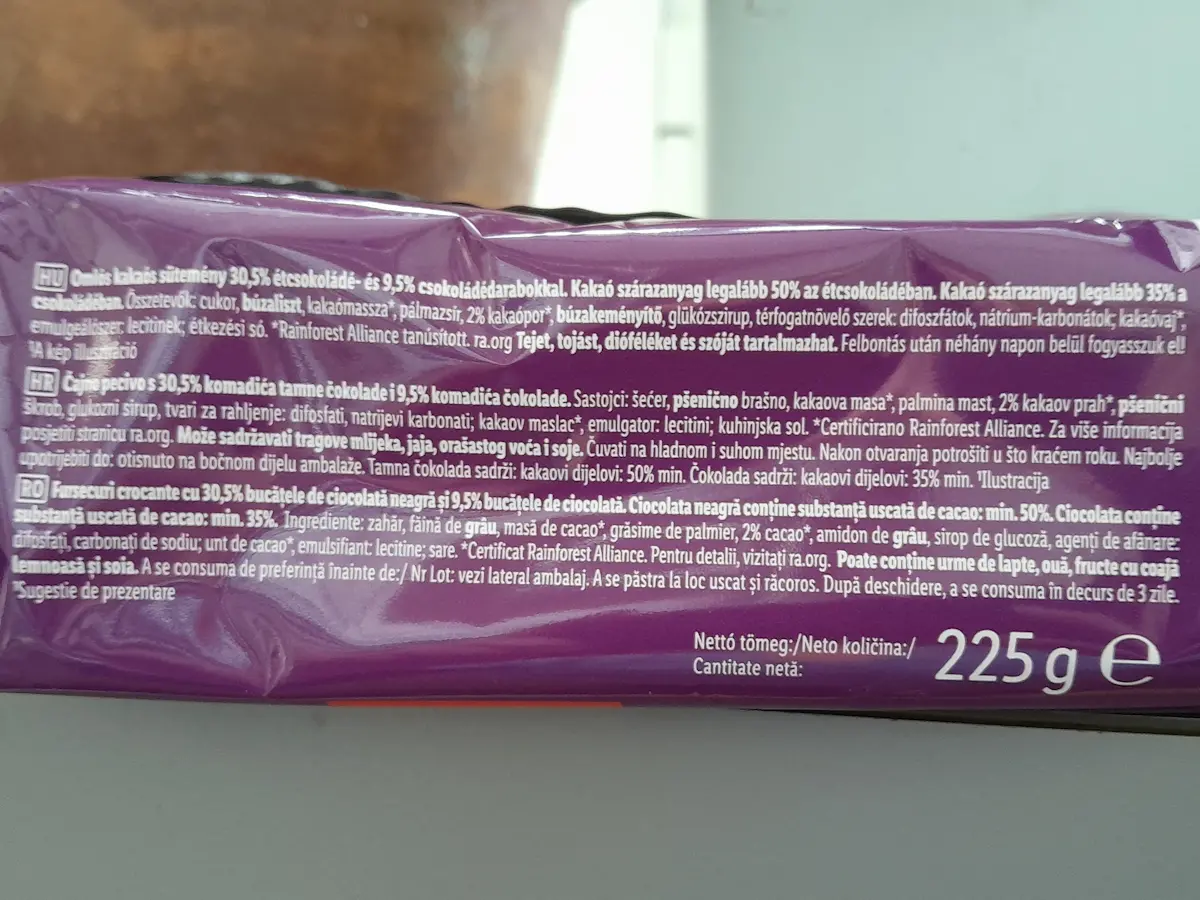 HU Omlós kakaós sütemény 30,5% étcsokoládé- és 9,5% csokoládédarabokkal. Kakaó szárazanyag legalább 50% az étcsokoládéban. Kakaó szárazanyag legalább 35% a
csokoládéban. Összetevők: cukor, búzaliszt, kakaómassza*, pálmazsír, 2% kakaópor*, búzakeményítő, glükózszirup, térfogatnövelő szerek: difoszfátok, nátrium-karbonátok; kakaóvaj*,
emulgeálószer: lecitinek; étkezési só. *Rainforest Alliance tanúsított. ra.org Tejet, tojást, dióféléket és szóját tartalmazhat. Felbontás után néhány napon belül fogyasszuk el!
¹A kép illusztráció
HR Čajno pecivo s 30,5% komadića tamne čokolade i 9,5% komadića čokolade. Sastojci: šećer, pšenično brašno, kakaova masa*, palmina mast, 2% kakaov prah*, pšenični
škrob, glukozni sirup, tvari za rahljenje: difosfati, natrijevi karbonati; kakaov maslac*, emulgator: lecitini; kuhinjska sol. *Certificirano Rainforest Alliance. Za više informacija
posjetiti stranicu ra.org. Može sadržavati tragove mlijeka, jaja, orašastog voća i soje. Čuvati na hladnom i suhom mjestu. Nakon otvaranja potrošiti u što kraćem roku. Najbolje
upotrijebiti do: otisnuto na bočnom dijelu ambalaže. Tamna čokolada sadrži: kakaovi dijelovi: 50% min. Čokolada sadrži: kakaovi dijelovi: 35% min. ¹Ilustracija
RO Fursecuri crocante cu 30,5% bucățele de ciocolată neagră și 9,5% bucățele de ciocolată. Ciocolata neagră conține substanță uscată de cacao: min. 50%. Ciocolata conține
substanță uscată de cacao: min. 35%. Ingrediente: zahăr, făină de grâu, masă de cacao*, grăsime de palmier, 2% cacao*, amidon de grâu, sirop de glucoză, agenți de afânare:
difosfați, carbonați de sodiu; unt de cacao*, emulsifiant: lecitine; sare. *Certificat Rainforest Alliance. Pentru detalii, vizitați ra.org. Poate conține urme de lapte, ouă, fructe cu coajă
lemnoasă și soia. A se consuma de preferință înainte de:/ Nr Lot: vezi lateral ambalaj. A se păstra la loc uscat și răcoros. După deschidere, a se consuma în decurs de 3 zile.
¹Sugestie de prezentare
Nettó tömeg:/Neto količina:/
Cantitate netă:
225 g ℮